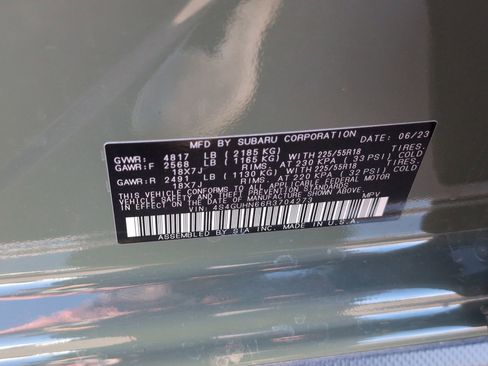 MFD BY SUBARU CORPORATION DATE: 06/23
GVWR: 4817 LB ( 2185 KG)
GAWR:F 2568 LB ( 1165 KG) WITH 225/55R18
18X7J RIMS, AT 230 KPA ( 33 PSI) COLD
GAWR:R 2491 LB ( 1130 KG) WITH 225/55R18
18X7J RIMS, AT 220 KPA ( 32 PSI) COLD
THIS VEHICLE CONFORMS TO ALL APPLICABLE FEDERAL MOTOR
VEHICLE SAFETY AND THEFT PREVENTION STANDARDS
IN EFFECT ON THE DATE OF MANUFACTURE SHOWN ABOVE.
VIN: 4S4GUHN66R3704273 MPV
ASSEMBLED BY SIA INC. MADE IN U.S.A.